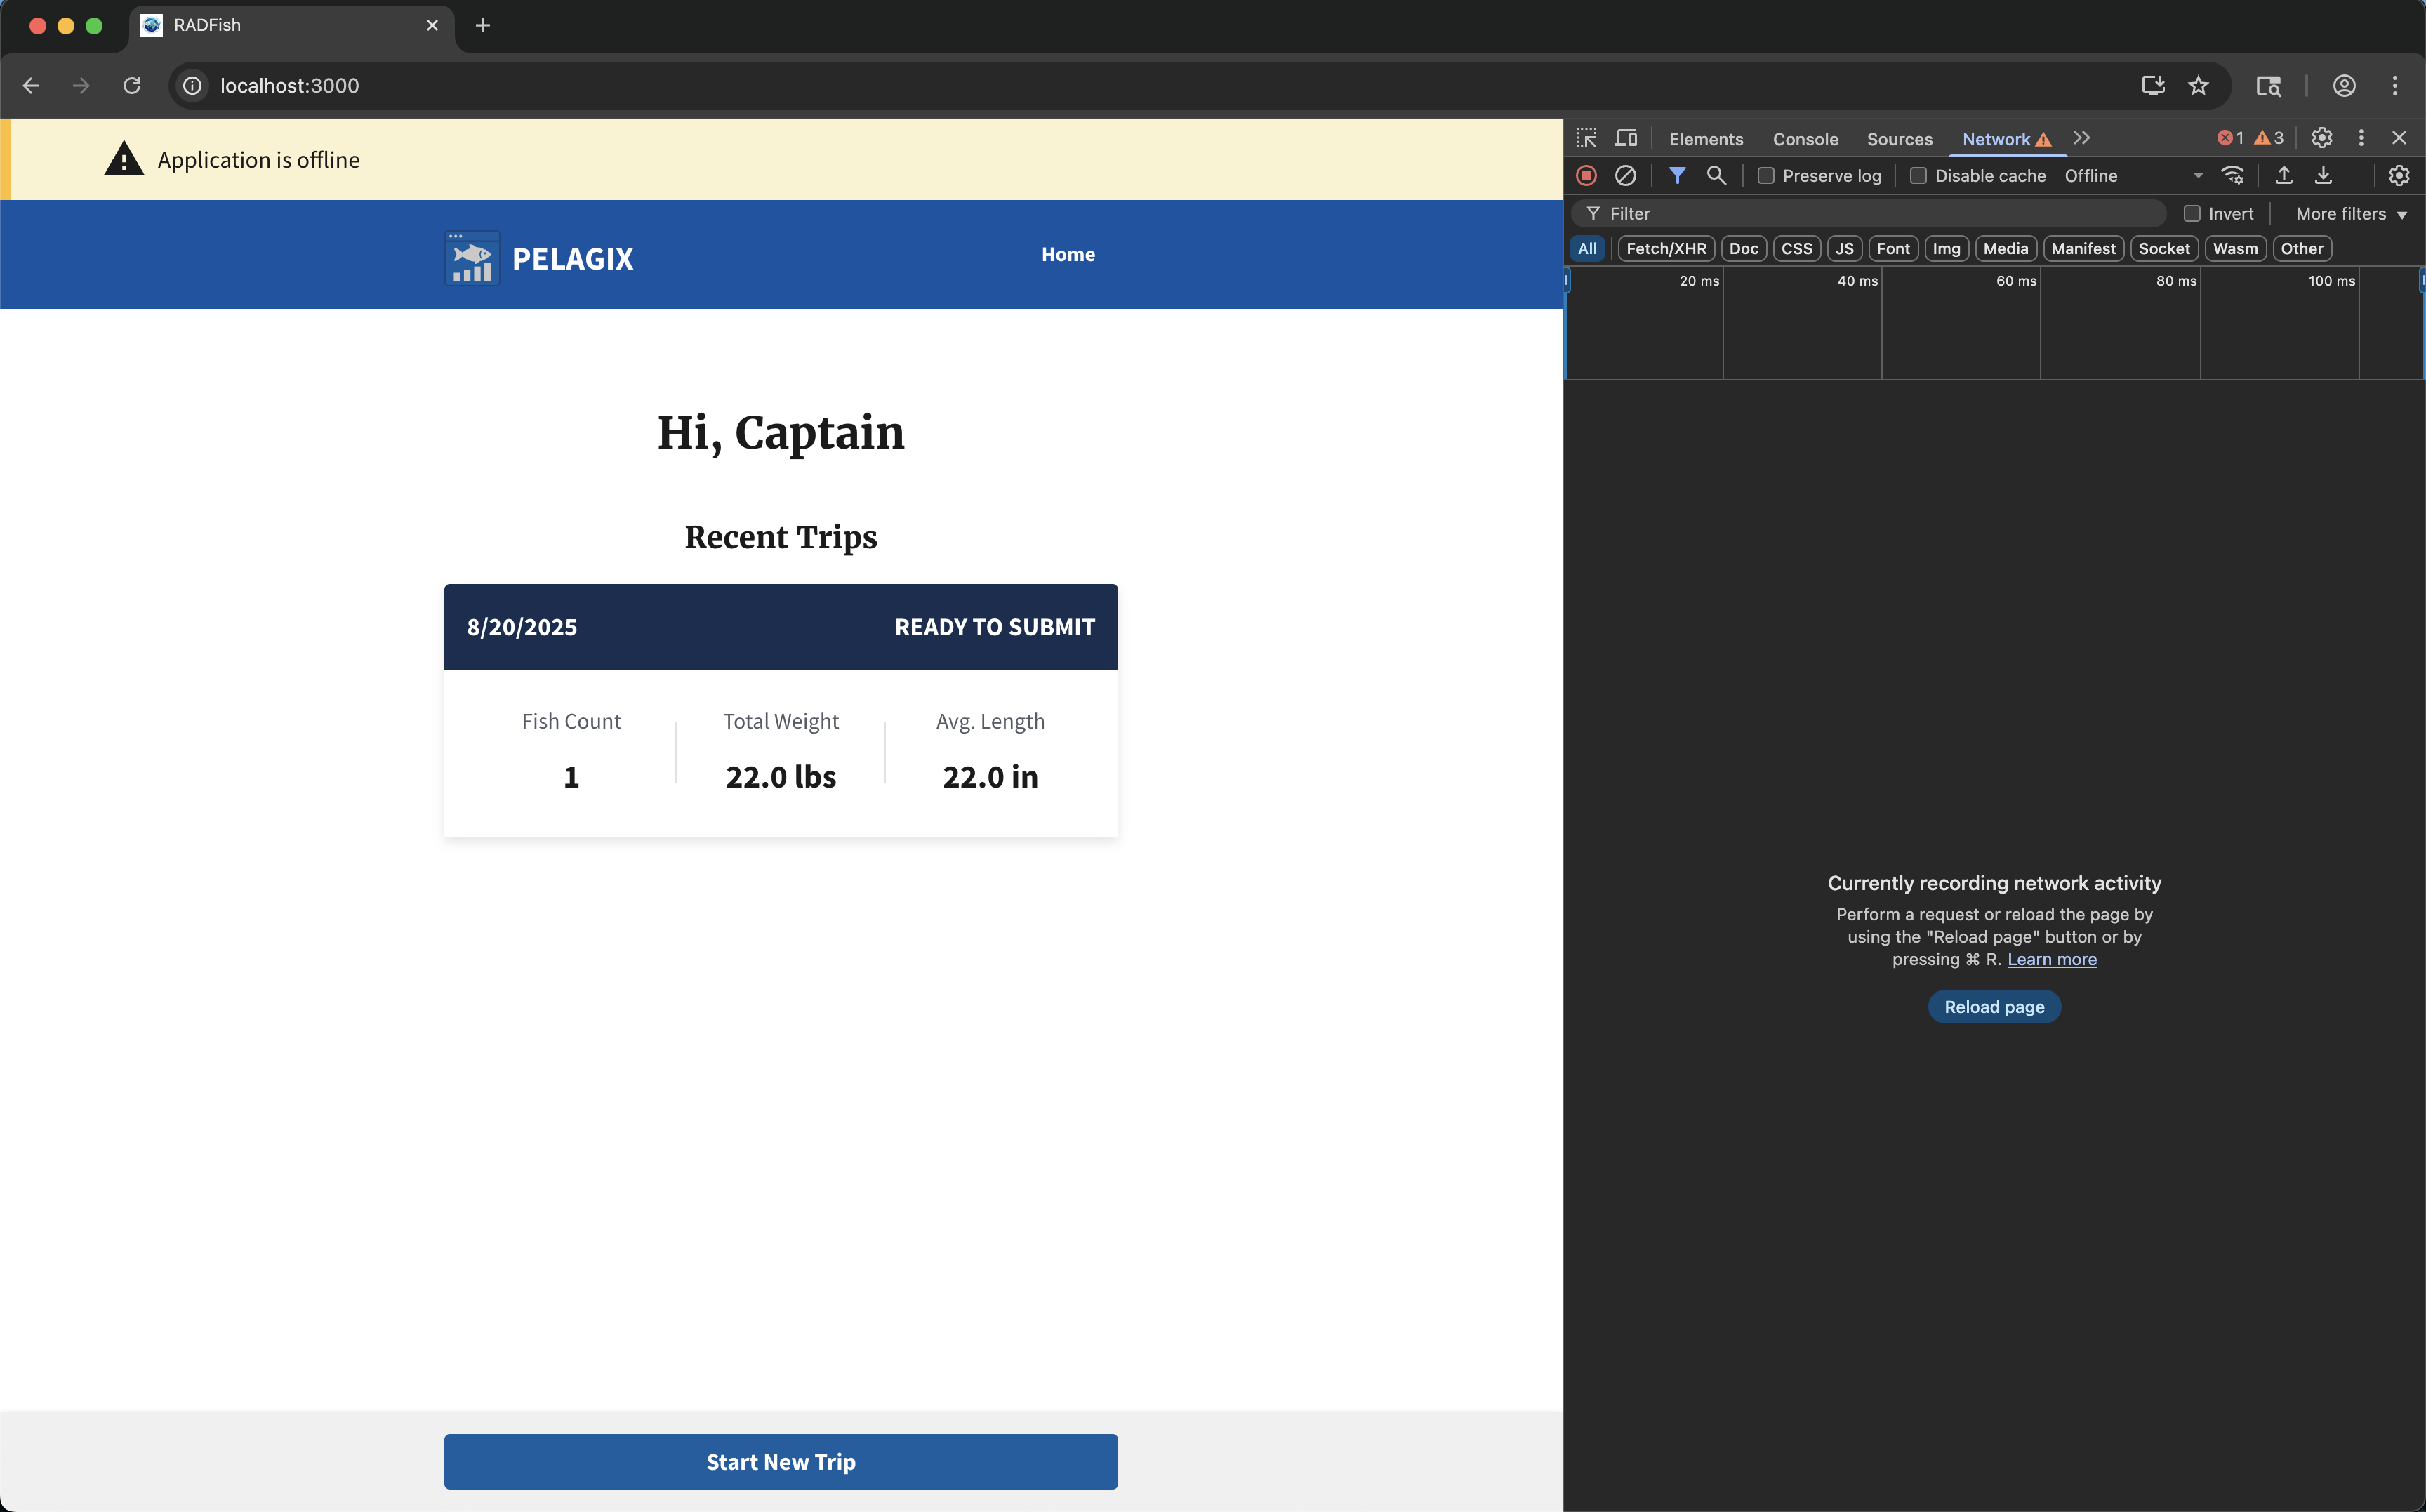 RADFish
localhost:3000
Application is offline
PELAGIX
Home
Hi, Captain
Recent Trips
8/20/2025
READY TO SUBMIT
Fish Count
Total Weight
Avg. Length
1
22.0 lbs
22.0 in
Start New Trip
Elements
Console
Sources
Network
1
3
Preserve log
Disable cache
Offline
Filter
Invert
More filters
All
Fetch/XHR
Doc
CSS
JS
Font
Img
Media
Manifest
Socket
Wasm
Other
20 ms
40 ms
60 ms
80 ms
100 ms
Currently recording network activity
Perform a request or reload the page by
using the "Reload page" button or by
pressing ⌘ R. Learn more
Reload page